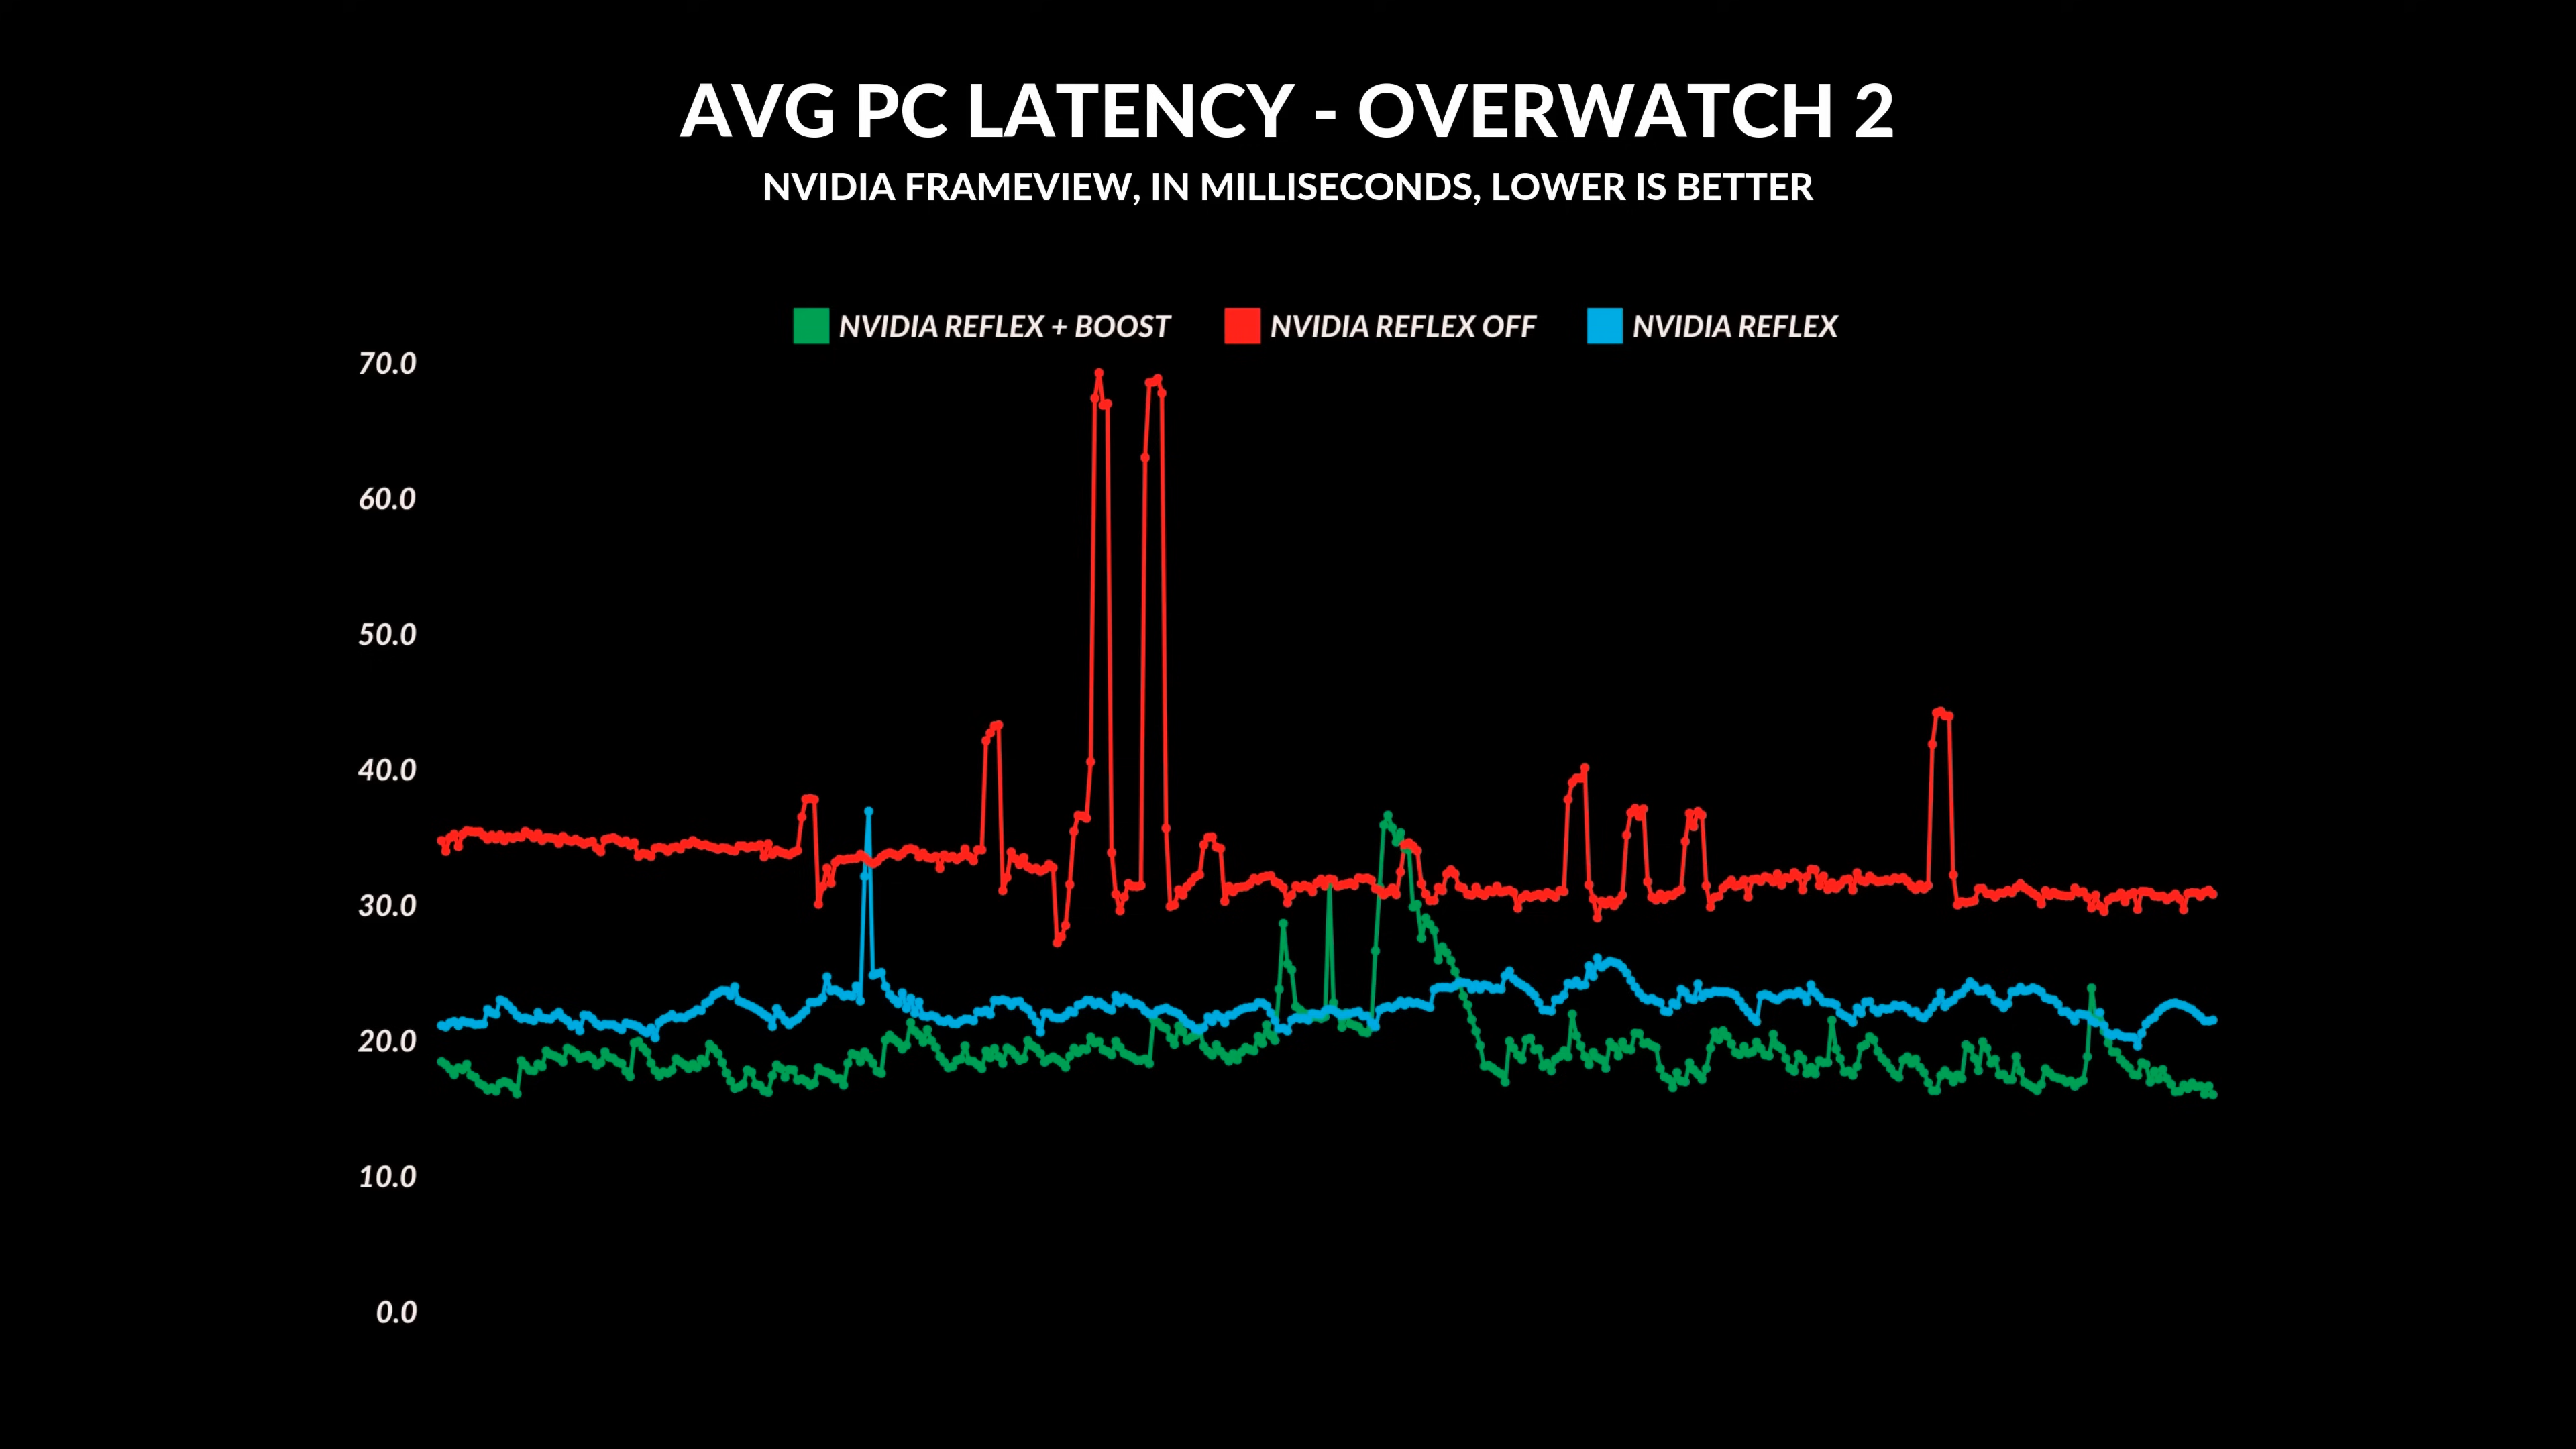 AVG PC LATENCY - OVERWATCH 2
NVIDIA FRAMEVIEW, IN MILLISECONDS, LOWER IS BETTER
NVIDIA REFLEX + BOOST NVIDIA REFLEX OFF NVIDIA REFLEX
70.0
60.0
50.0
40.0
30.0
20.0
10.0
0.0